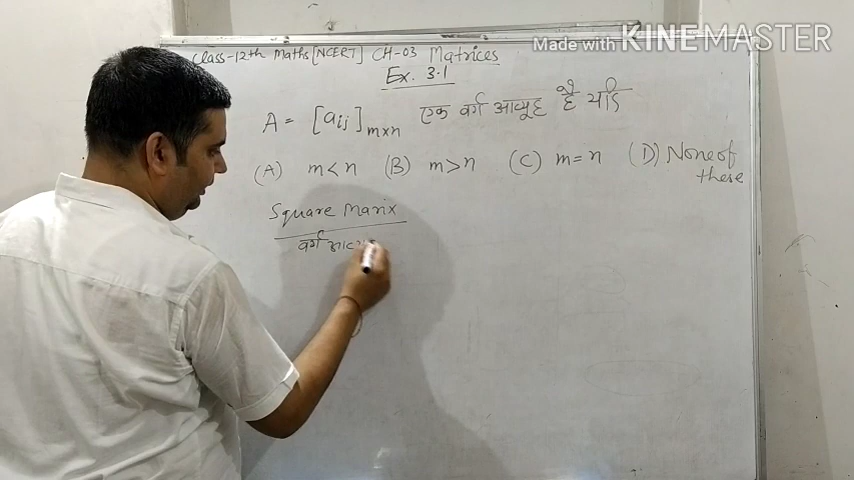 Made with KINEMASTER
Class-12th Maths [NCERT] CH-03 Matrices
Ex. 3.1
A = [aij]m×n एक वर्ग आव्यूह है यदि
(A) m < n (B) m > n (C) m = n (D) None of these
Square Marix
वर्ग